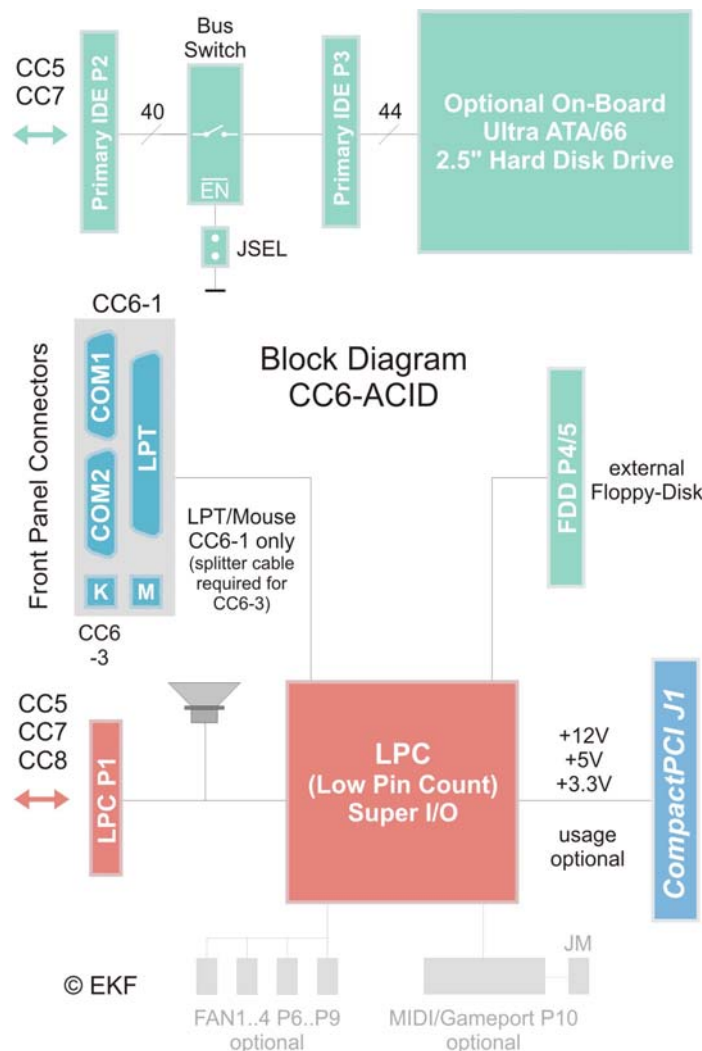 Bus
Switch
CC5
CC7
Primary IDE P2
40
EN
JSEL
Primary IDE P3
44
Optional On-Board
Ultra ATA/66
2.5" Hard Disk Drive
CC6-1
Front Panel Connectors
COM1
COM2
LPT
K
M
CC6
-3
Block Diagram
CC6-ACID
LPT/Mouse
CC6-1 only
(splitter cable
required for
CC6-3)
FDD P4/5
external
Floppy-Disk
CC5
CC7
CC8
LPC P1
LPC
(Low Pin Count)
Super I/O
+12V
+5V
+3.3V
usage
optional
CompactPCI J1
© EKF
FAN1..4 P6..P9
optional
JM
MIDI/Gameport P10
optional